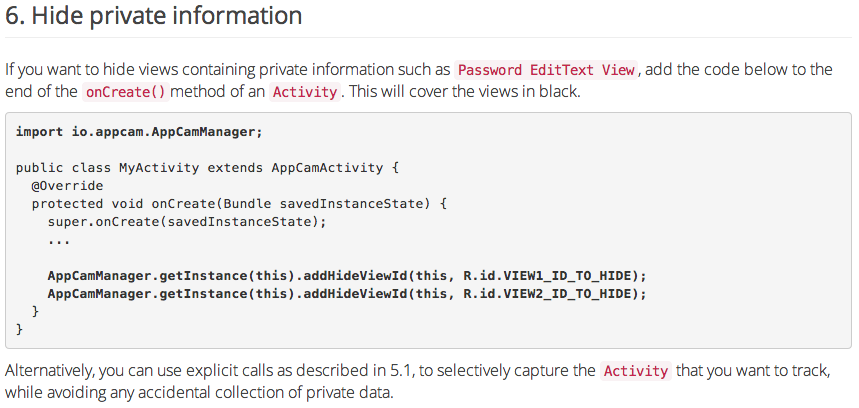 6. Hide private information
If you want to hide views containing private information such as Password EditText View, add the code below to the
end of the onCreate() method of an Activity. This will cover the views in black.
import io.appcam.AppCamManager;
public class MyActivity extends AppCamActivity {
  @Override
  protected void onCreate(Bundle savedInstanceState) {
    super.onCreate(savedInstanceState);
    ...
    AppCamManager.getInstance(this).addHideViewId(this, R.id.VIEW1_ID_TO_HIDE);
    AppCamManager.getInstance(this).addHideViewId(this, R.id.VIEW2_ID_TO_HIDE);
  }
}
Alternatively, you can use explicit calls as described in 5.1, to selectively capture the Activity that you want to track,
while avoiding any accidental collection of private data.